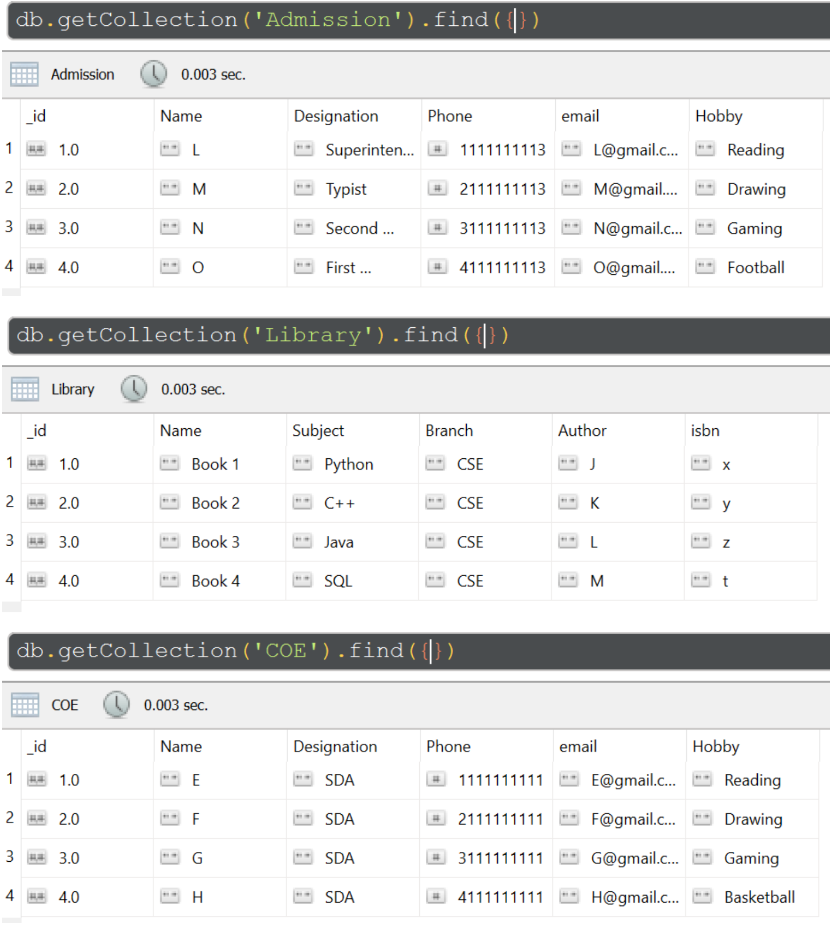 db.getCollection('Admission').find({})
Admission 0.003 sec.
_id Name Designation Phone email Hobby
1 1.0 L Superinten... 1111111113 L@gmail.c... Reading
2 2.0 M Typist 2111111113 M@gmail.... Drawing
3 3.0 N Second ... 3111111113 N@gmail.c... Gaming
4 4.0 O First ... 4111111113 O@gmail.... Football
db.getCollection('Library').find({})
Library 0.003 sec.
_id Name Subject Branch Author isbn
1 1.0 Book 1 Python CSE J x
2 2.0 Book 2 C++ CSE K y
3 3.0 Book 3 Java CSE L z
4 4.0 Book 4 SQL CSE M t
db.getCollection('COE').find({})
COE 0.003 sec.
_id Name Designation Phone email Hobby
1 1.0 E SDA 1111111111 E@gmail.c... Reading
2 2.0 F SDA 2111111111 F@gmail.c... Drawing
3 3.0 G SDA 3111111111 G@gmail.c... Gaming
4 4.0 H SDA 4111111111 H@gmail.c... Basketball